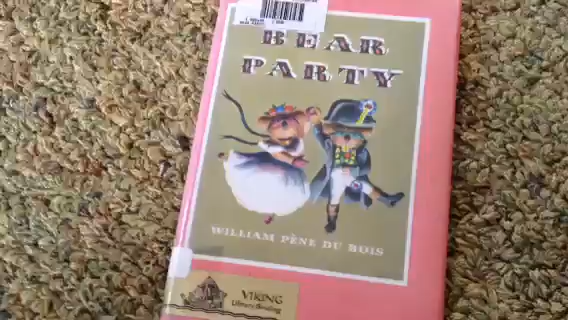 BEAR
PARTY
WILLIAM PÈNE DU BOIS
VIKING
Library Binding